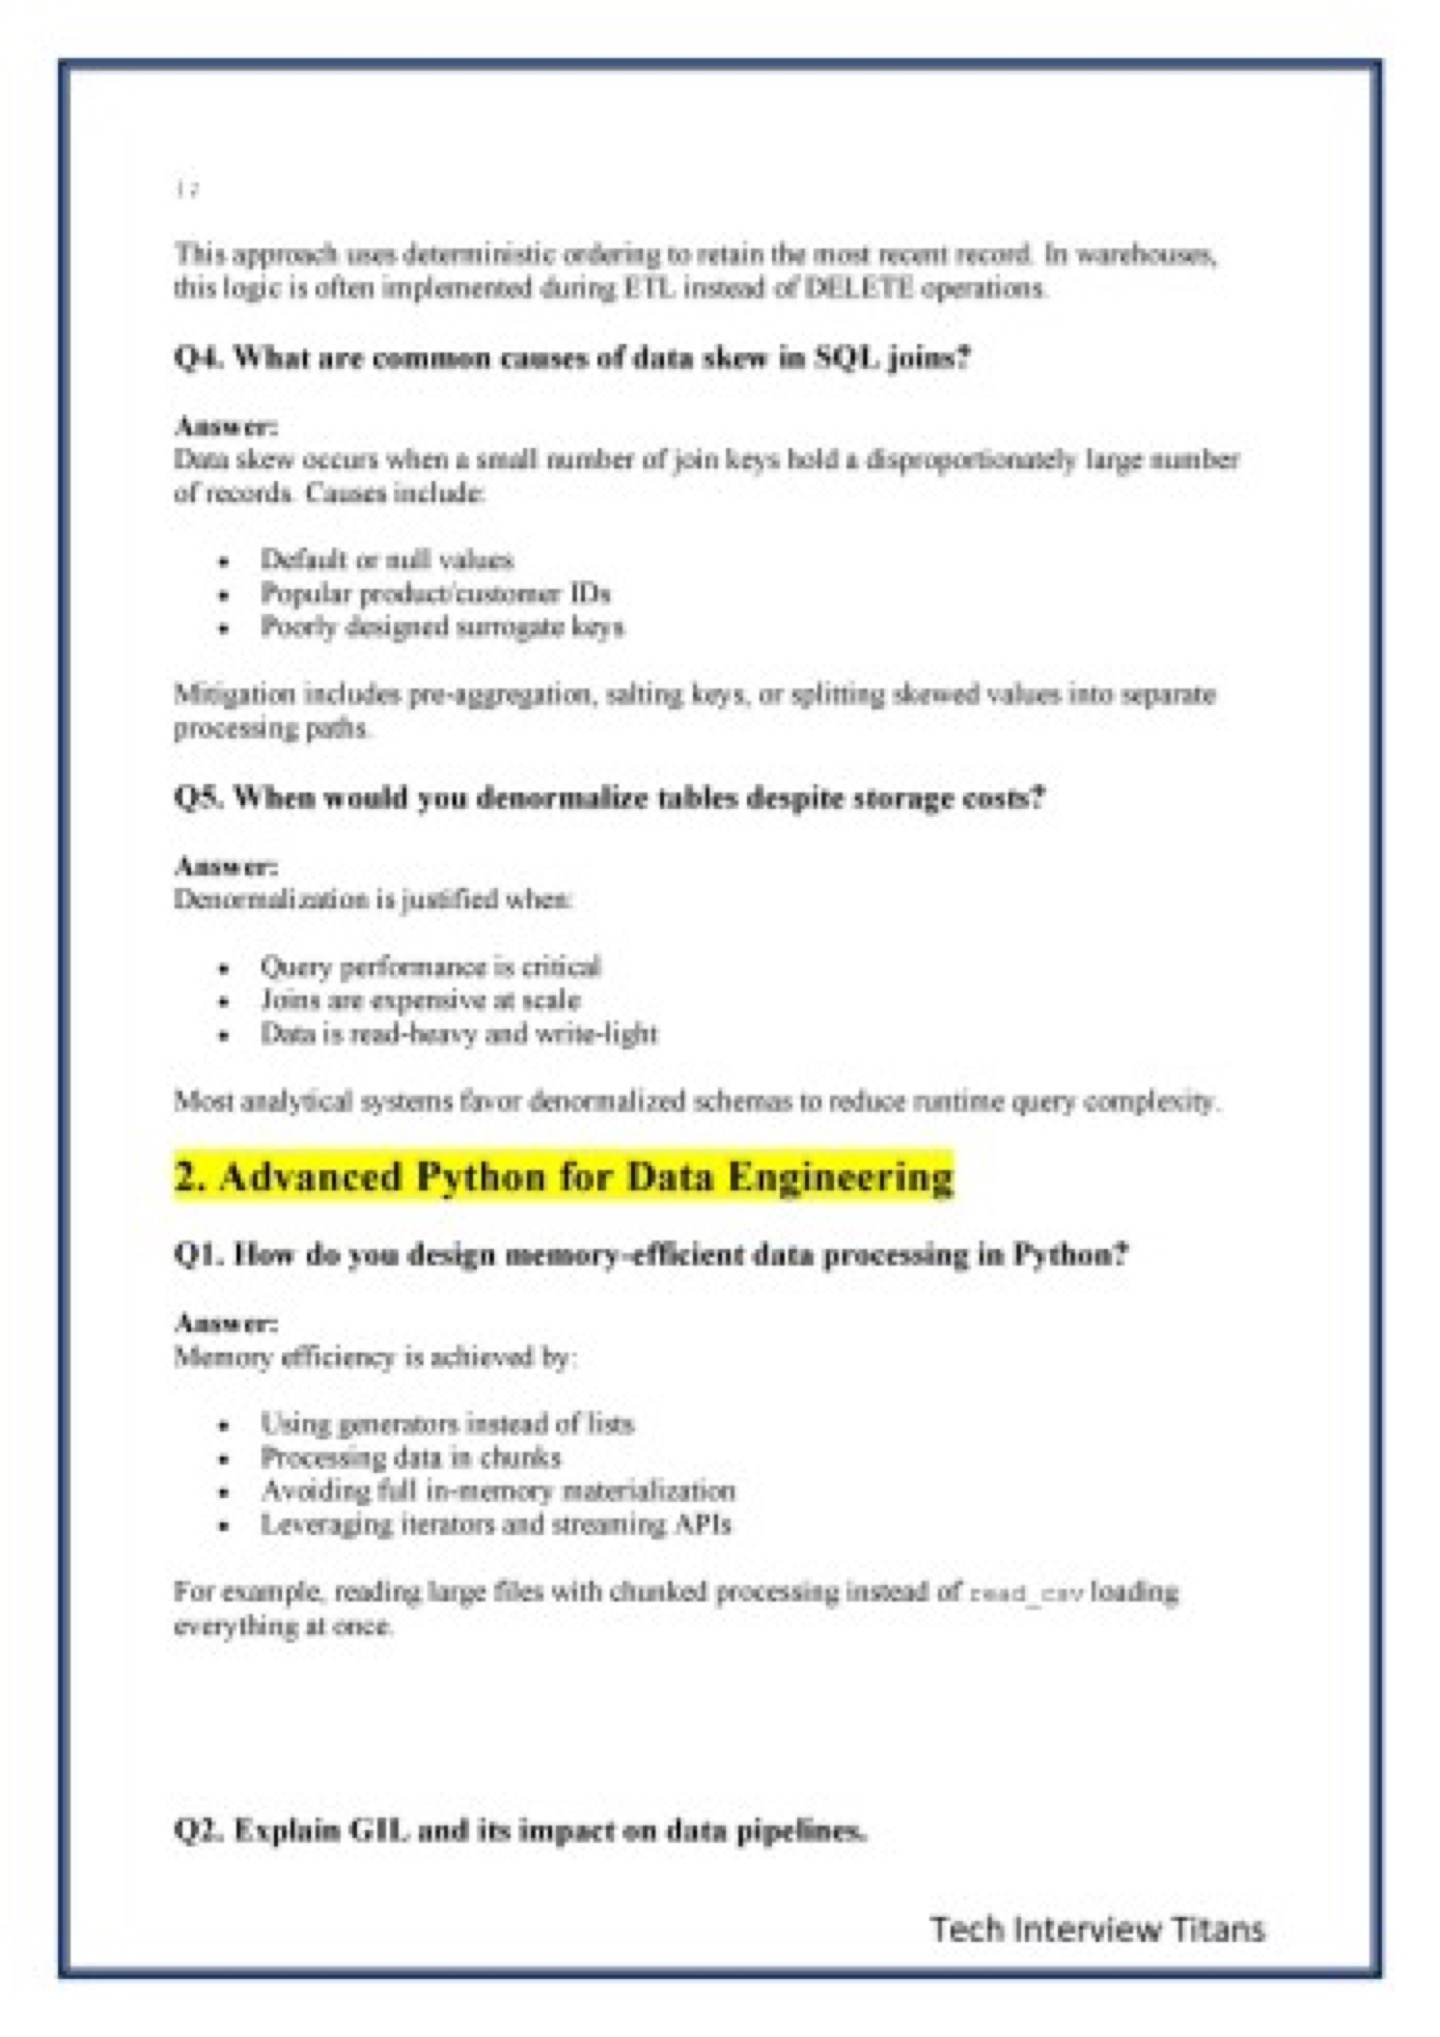 );
This approach uses deterministic ordering to retain the most recent record. In warehouses,
this logic is often implemented during ETL instead of DELETE operations.
Q4. What are common causes of data skew in SQL joins?
Answer:
Data skew occurs when a small number of join keys hold a disproportionately large number
of records. Causes include:
• Default or null values
• Popular product/customer IDs
• Poorly designed surrogate keys
Mitigation includes pre-aggregation, salting keys, or splitting skewed values into separate
processing paths.
Q5. When would you denormalize tables despite storage costs?
Answer:
Denormalization is justified when:
• Query performance is critical
• Joins are expensive at scale
• Data is read-heavy and write-light
Most analytical systems favor denormalized schemas to reduce runtime query complexity.
2. Advanced Python for Data Engineering
Q1. How do you design memory-efficient data processing in Python?
Answer:
Memory efficiency is achieved by:
• Using generators instead of lists
• Processing data in chunks
• Avoiding full in-memory materialization
• Leveraging iterators and streaming APIs
For example, reading large files with chunked processing instead of read_csv loading
everything at once.
Q2. Explain GIL and its impact on data pipelines.
Tech Interview Titans